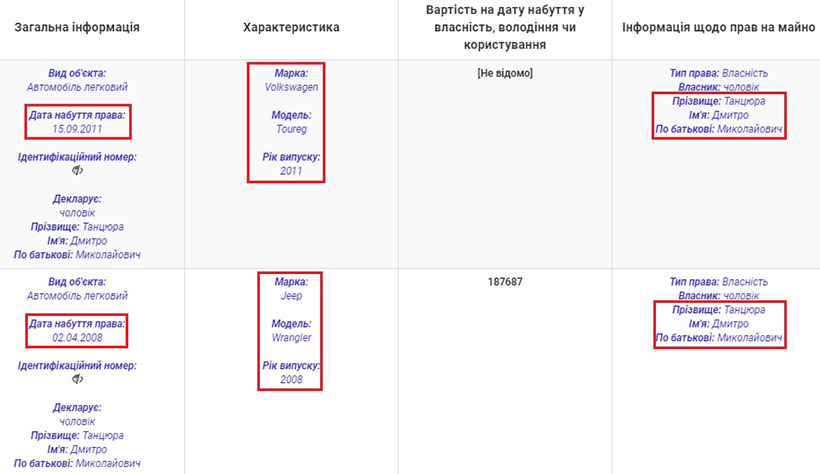 Загальна інформація
Характеристика
Вартість на дату набуття у
власність, володіння чи
користування
Інформація щодо прав на майно
Вид об'єкта:
Автомобіль легковий
Дата набуття права:
15.09.2011
Ідентифікаційний номер:
Декларує:
чоловік
Прізвище: Танцюра
Ім'я: Дмитро
По батькові: Миколайович
Марка:
Volkswagen
Модель:
Toureg
Рік випуску:
2011
[Не відомо]
Тип права: Власність
Власник: чоловік
Прізвище: Танцюра
Ім'я: Дмитро
По батькові: Миколайович
Вид об'єкта:
Автомобіль легковий
Дата набуття права:
02.04.2008
Ідентифікаційний номер:
Декларує:
чоловік
Прізвище: Танцюра
Ім'я: Дмитро
По батькові: Миколайович
Марка:
Jeep
Модель:
Wrangler
Рік випуску:
2008
187687
Тип права: Власність
Власник: чоловік
Прізвище: Танцюра
Ім'я: Дмитро
По батькові: Миколайович